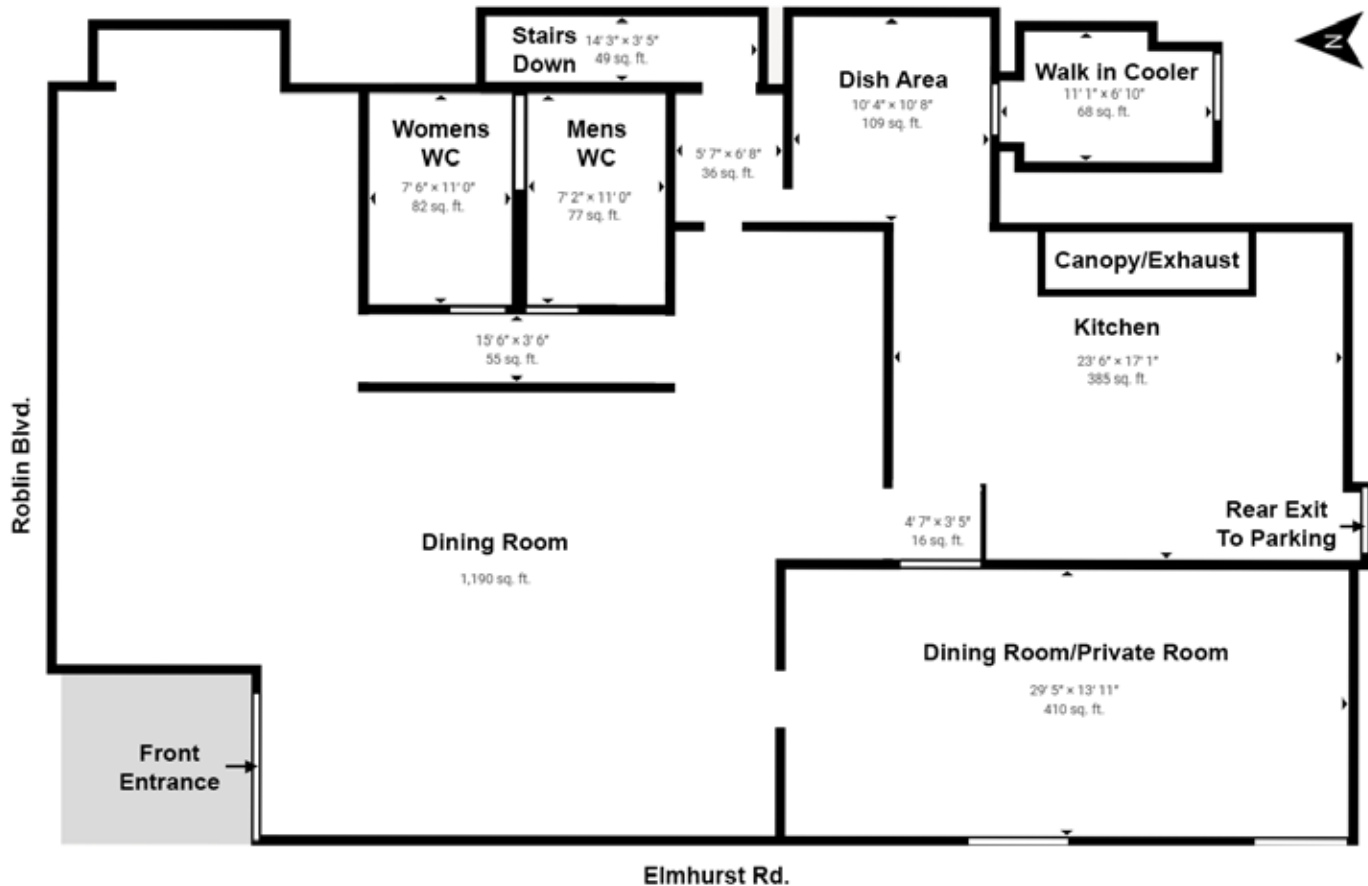 Stairs
Down
14' 3" × 3' 5"
49 sq. ft.
N
Dish Area
10' 4" × 10' 8"
109 sq. ft.
Walk in Cooler
11' 1" × 6' 10"
68 sq. ft.
Womens
WC
7' 6" × 11' 0"
82 sq. ft.
Mens
WC
7' 2" × 11' 0"
77 sq. ft.
5' 7" × 6' 8"
36 sq. ft.
Canopy/Exhaust
Kitchen
23' 6" × 17' 1"
385 sq. ft.
15' 6" × 3' 6"
55 sq. ft.
Roblin Blvd.
Dining Room
1,190 sq. ft.
4' 7" × 3' 5"
16 sq. ft.
Rear Exit
To Parking
Dining Room/Private Room
29' 5" × 13' 11"
410 sq. ft.
Front
Entrance
Elmhurst Rd.